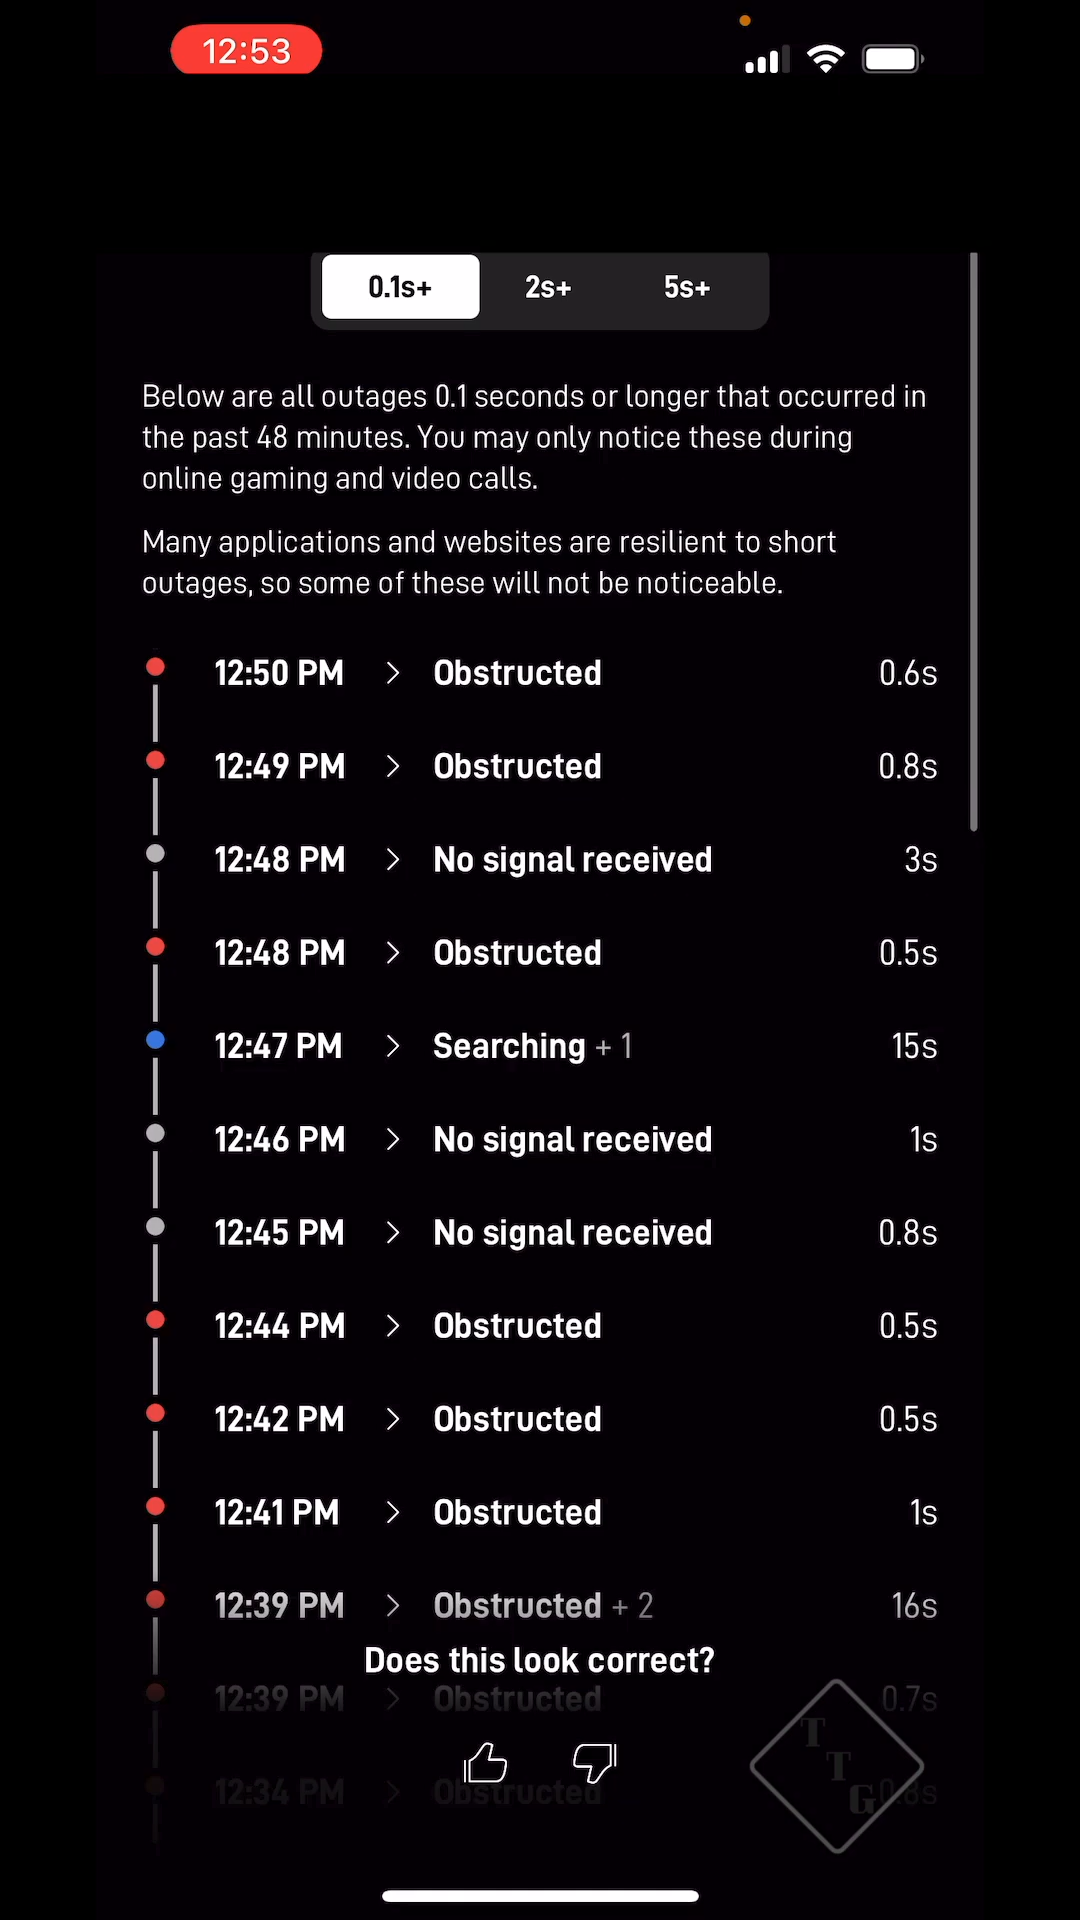 12:53
0.1s+ 2s+ 5s+
Below are all outages 0.1 seconds or longer that occurred in
the past 48 minutes. You may only notice these during
online gaming and video calls.
Many applications and websites are resilient to short
outages, so some of these will not be noticeable.
12:50 PM > Obstructed 0.6s
12:49 PM > Obstructed 0.8s
12:48 PM > No signal received 3s
12:48 PM > Obstructed 0.5s
12:47 PM > Searching + 1 15s
12:46 PM > No signal received 1s
12:45 PM > No signal received 0.8s
12:44 PM > Obstructed 0.5s
12:42 PM > Obstructed 0.5s
12:41 PM > Obstructed 1s
12:39 PM > Obstructed + 2 16s
Does this look correct?
12:39 PM > Obstructed 0.7s
12:34 PM > Obstructed 0.8s
T
T
G